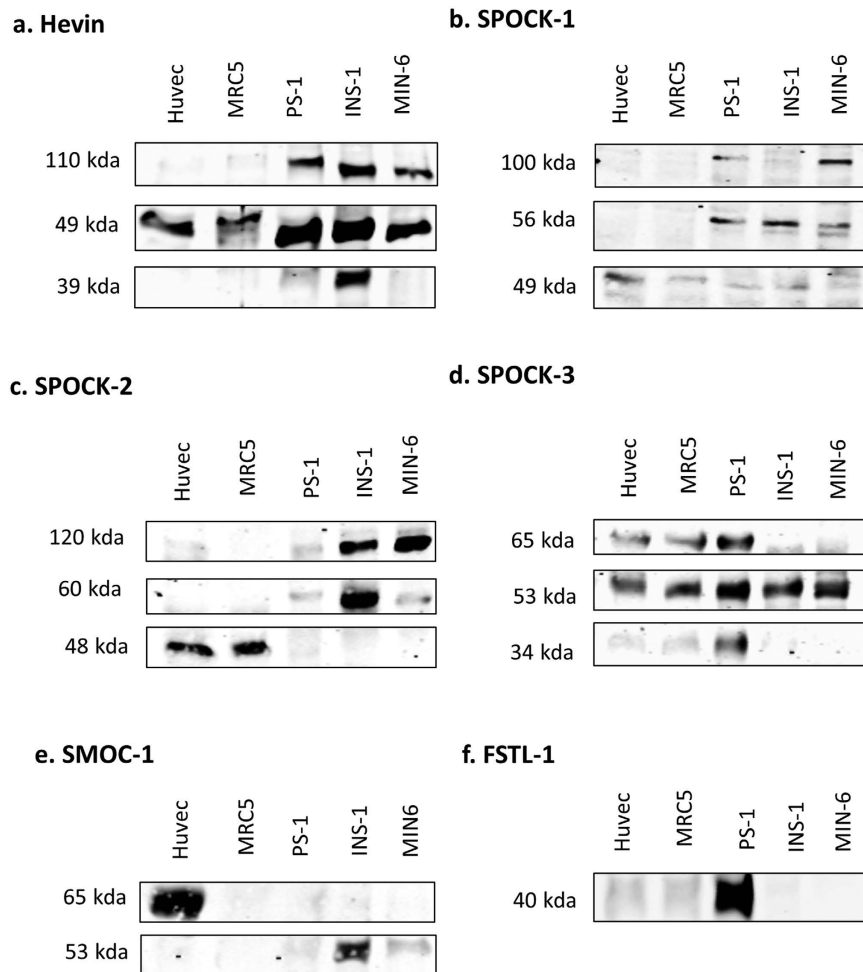 a. Hevin
Huvec MRC5 PS-1 INS-1 MIN-6
110 kda
49 kda
39 kda
b. SPOCK-1
Huvec MRC5 PS-1 INS-1 MIN-6
100 kda
56 kda
49 kda
c. SPOCK-2
Huvec MRC5 PS-1 INS-1 MIN-6
120 kda
60 kda
48 kda
d. SPOCK-3
Huvec MRC5 PS-1 INS-1 MIN-6
65 kda
53 kda
34 kda
e. SMOC-1
Huvec MRC5 PS-1 INS-1 MIN6
65 kda
53 kda
f. FSTL-1
Huvec MRC5 PS-1 INS-1 MIN-6
40 kda